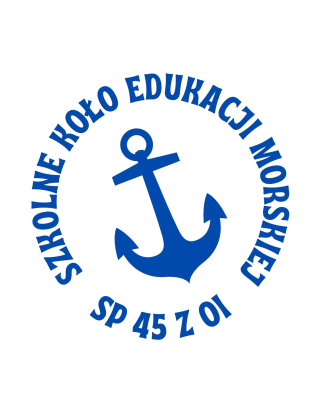 SZKOLNE KOŁO EDUKACJI MORSKIEJ
SP 45 Z OI